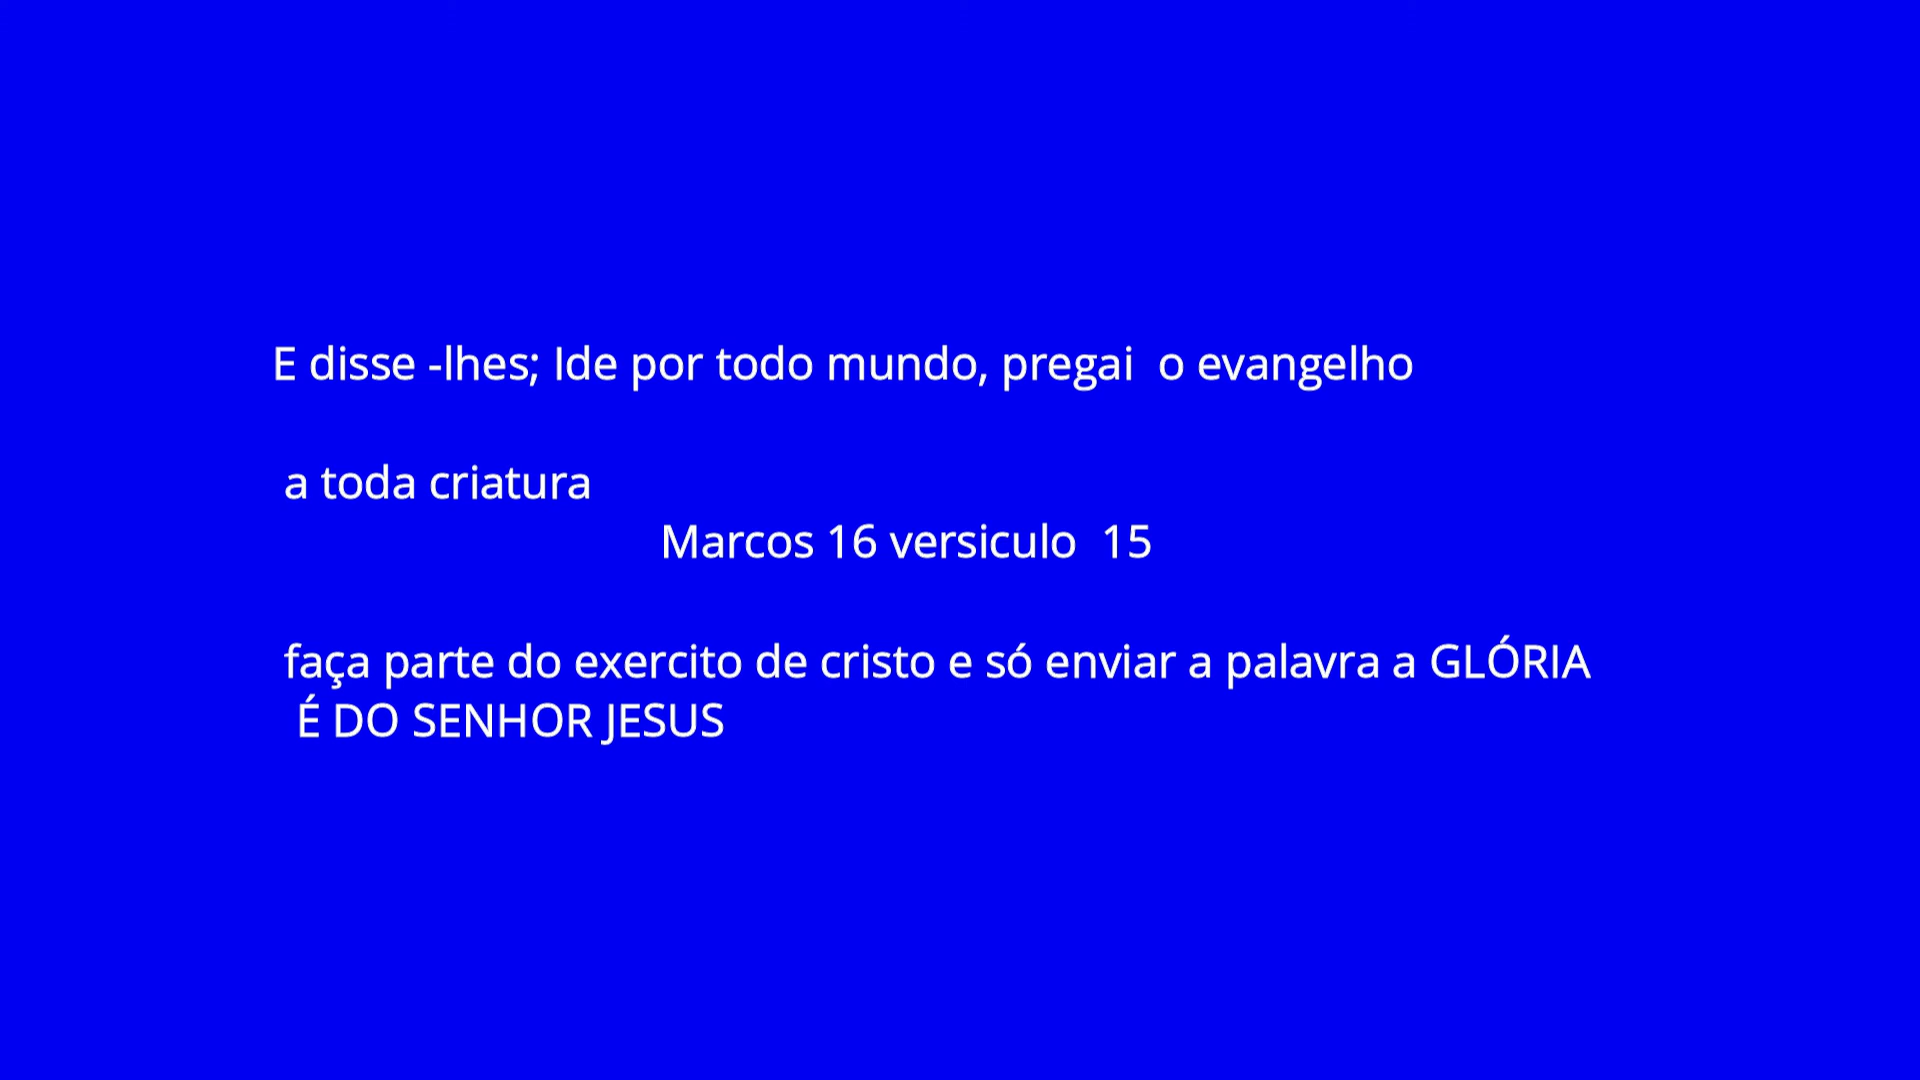 E disse -lhes; Ide por todo mundo, pregai  o evangelho
a toda criatura
Marcos 16 versiculo  15
faça parte do exercito de cristo e só enviar a palavra a GLÓRIA
É DO SENHOR JESUS